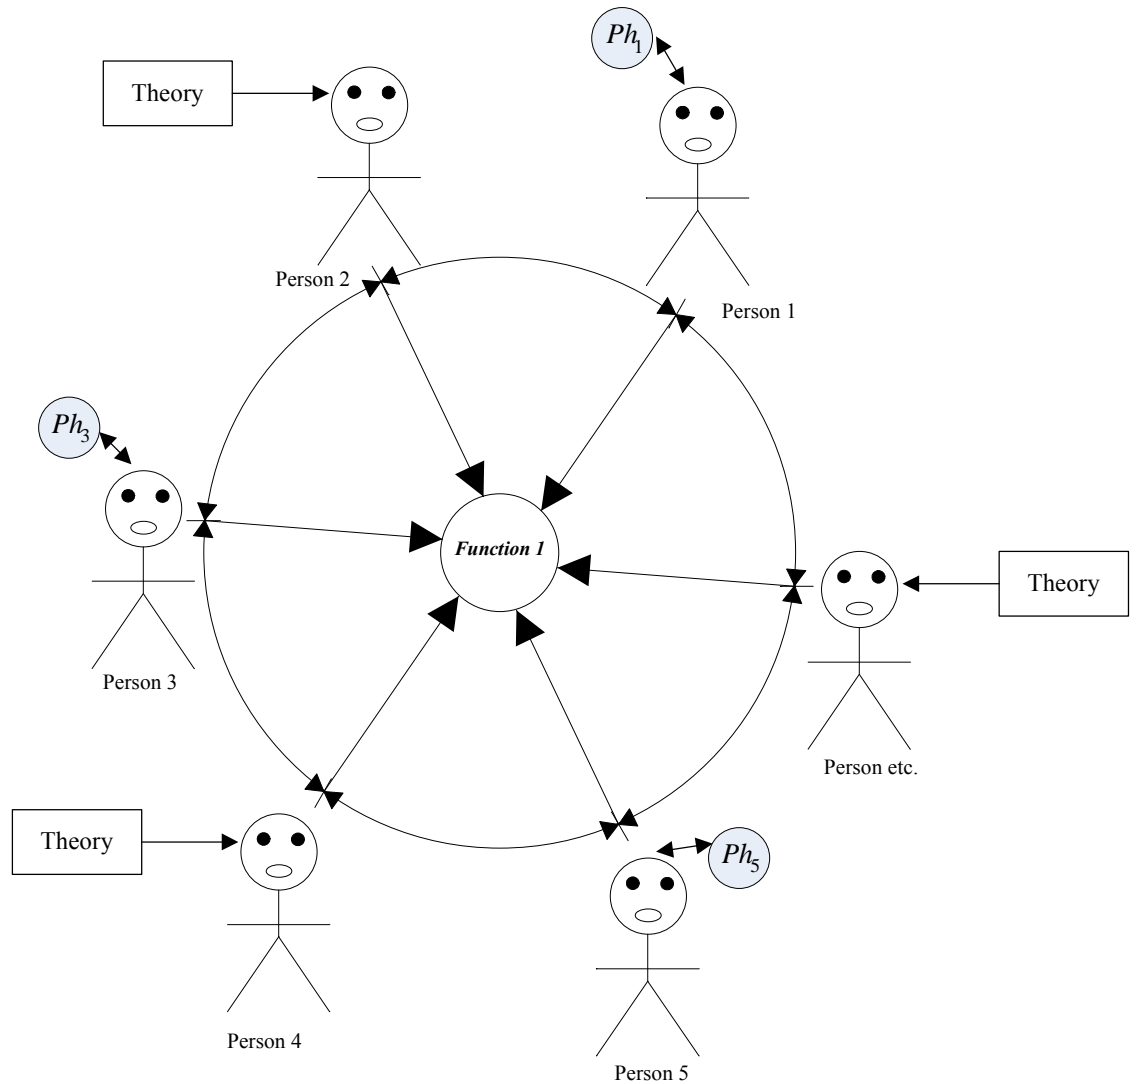 Ph1
Theory
Person 2
Person 1
Ph3
Function 1
Theory
Person 3
Person etc.
Theory
Ph5
Person 4
Person 5